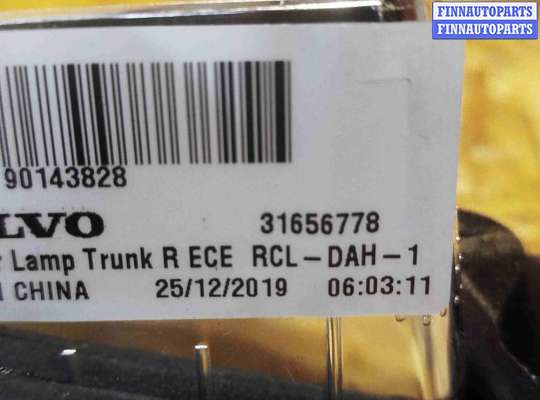 FINNAUTOPARTS
FINNAUTOPARTS
90143828
LVO 31656778
r Lamp Trunk R ECE RCL-DAH-1
CHINA 25/12/2019 06:03:11